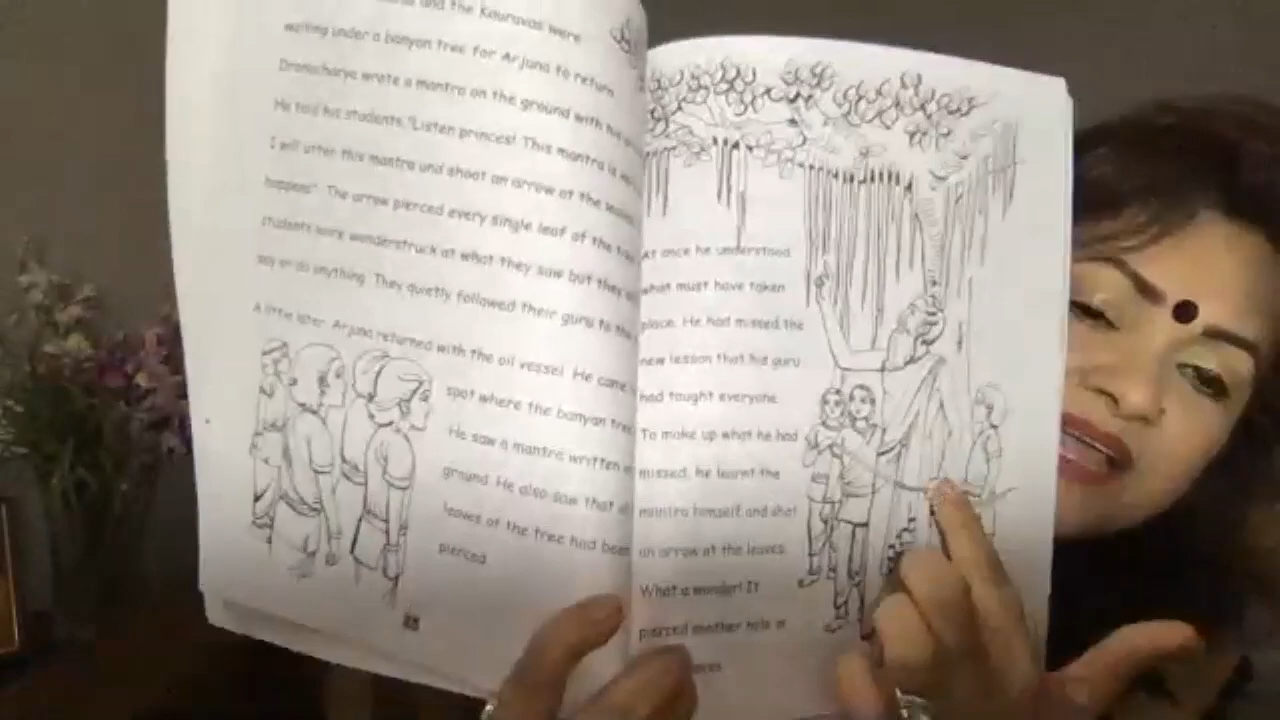 and the Kauravas were
waiting under a banyan tree for Arjuna to return.
Dronacharya wrote a mantra on the ground with his
He told his students, "Listen princes! This mantra is
I will utter this mantra and shoot an arrow at the leaves
happens". The arrow pierced every single leaf of the tree
students were wonderstruck at what they saw but they
say or do anything. They quietly followed their guru to the
A little later Arjuna returned with the oil vessel. He came
spot where the banyan tree
He saw a mantra written
ground. He also saw that
leaves of the tree had been
pierced.
25
At once he understood
what must have taken
place. He had missed the
new lesson that his guru
had taught everyone.
To make up what he had
missed, he learnt the
mantra himself and shot
an arrow at the leaves.
What a wonder! It
pierced another hole in